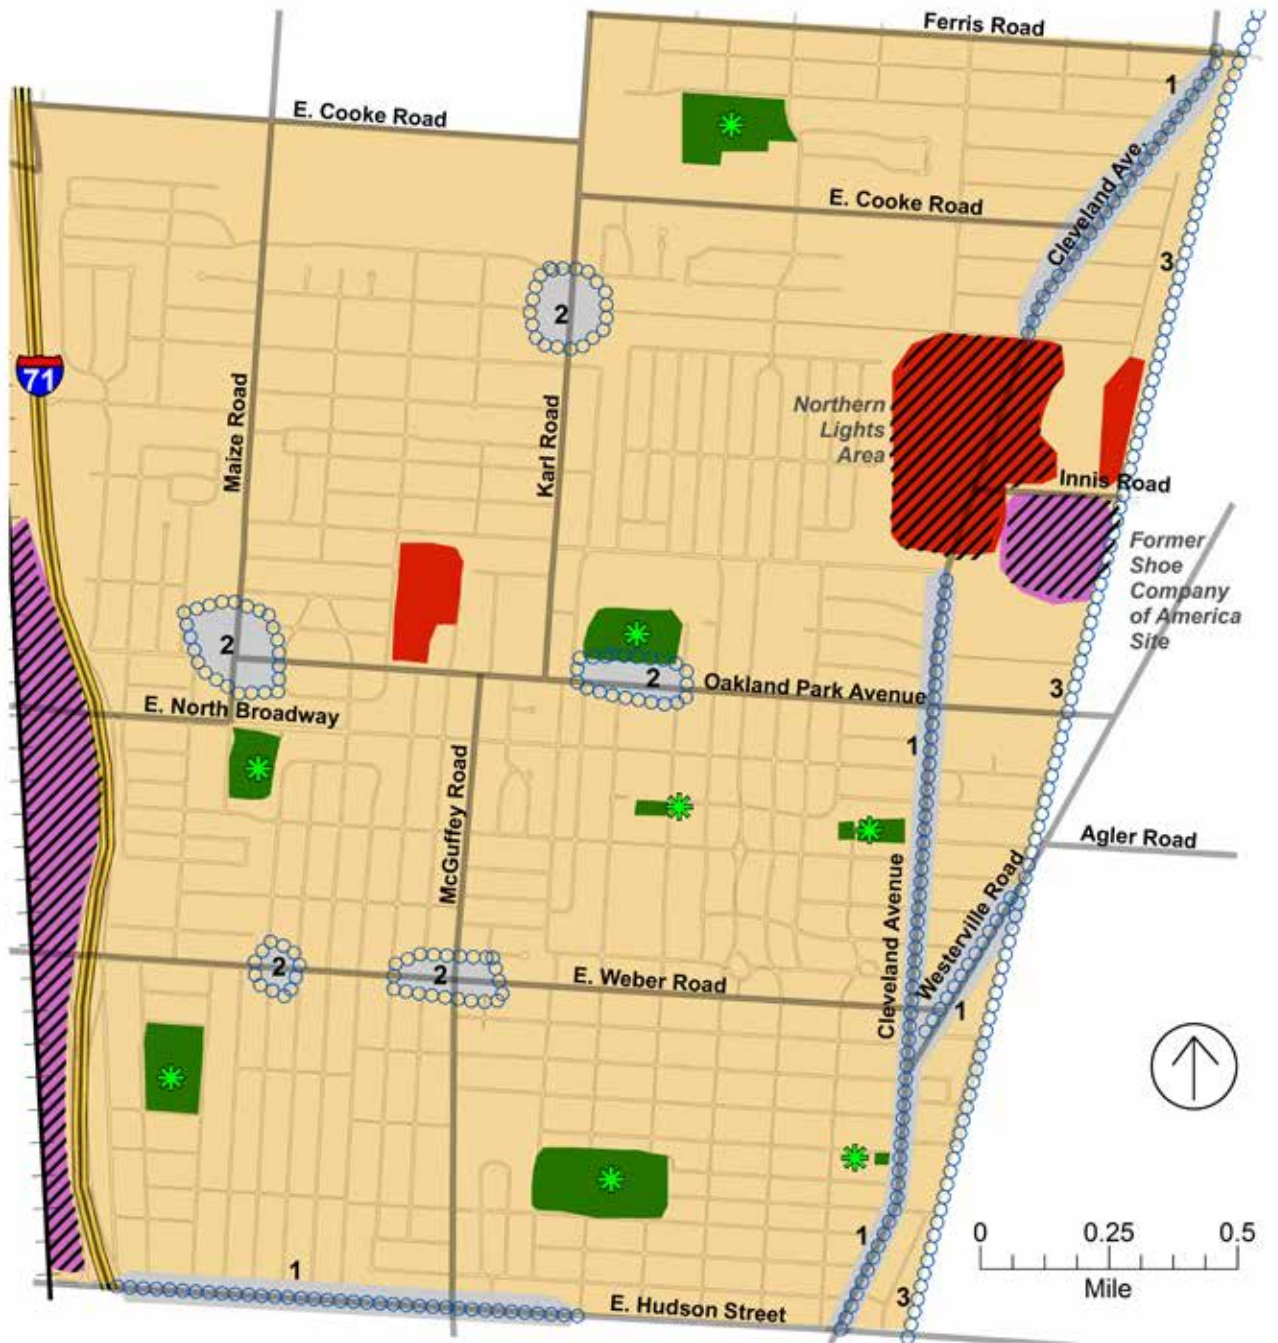 Ferris Road
1
E. Cooke Road
Cleveland Ave.
E. Cooke Road
3
2
71
Maize Road
Karl Road
Northern
Lights
Area
Innis Road
Former
Shoe
Company
of America
Site
2
2
Oakland Park Avenue
3
E. North Broadway
1
McGuffey Road
Agler Road
Cleveland Avenue
Westerville Road
2
2
E. Weber Road
1
1
0 0.25 0.5
Mile
1
3
E. Hudson Street